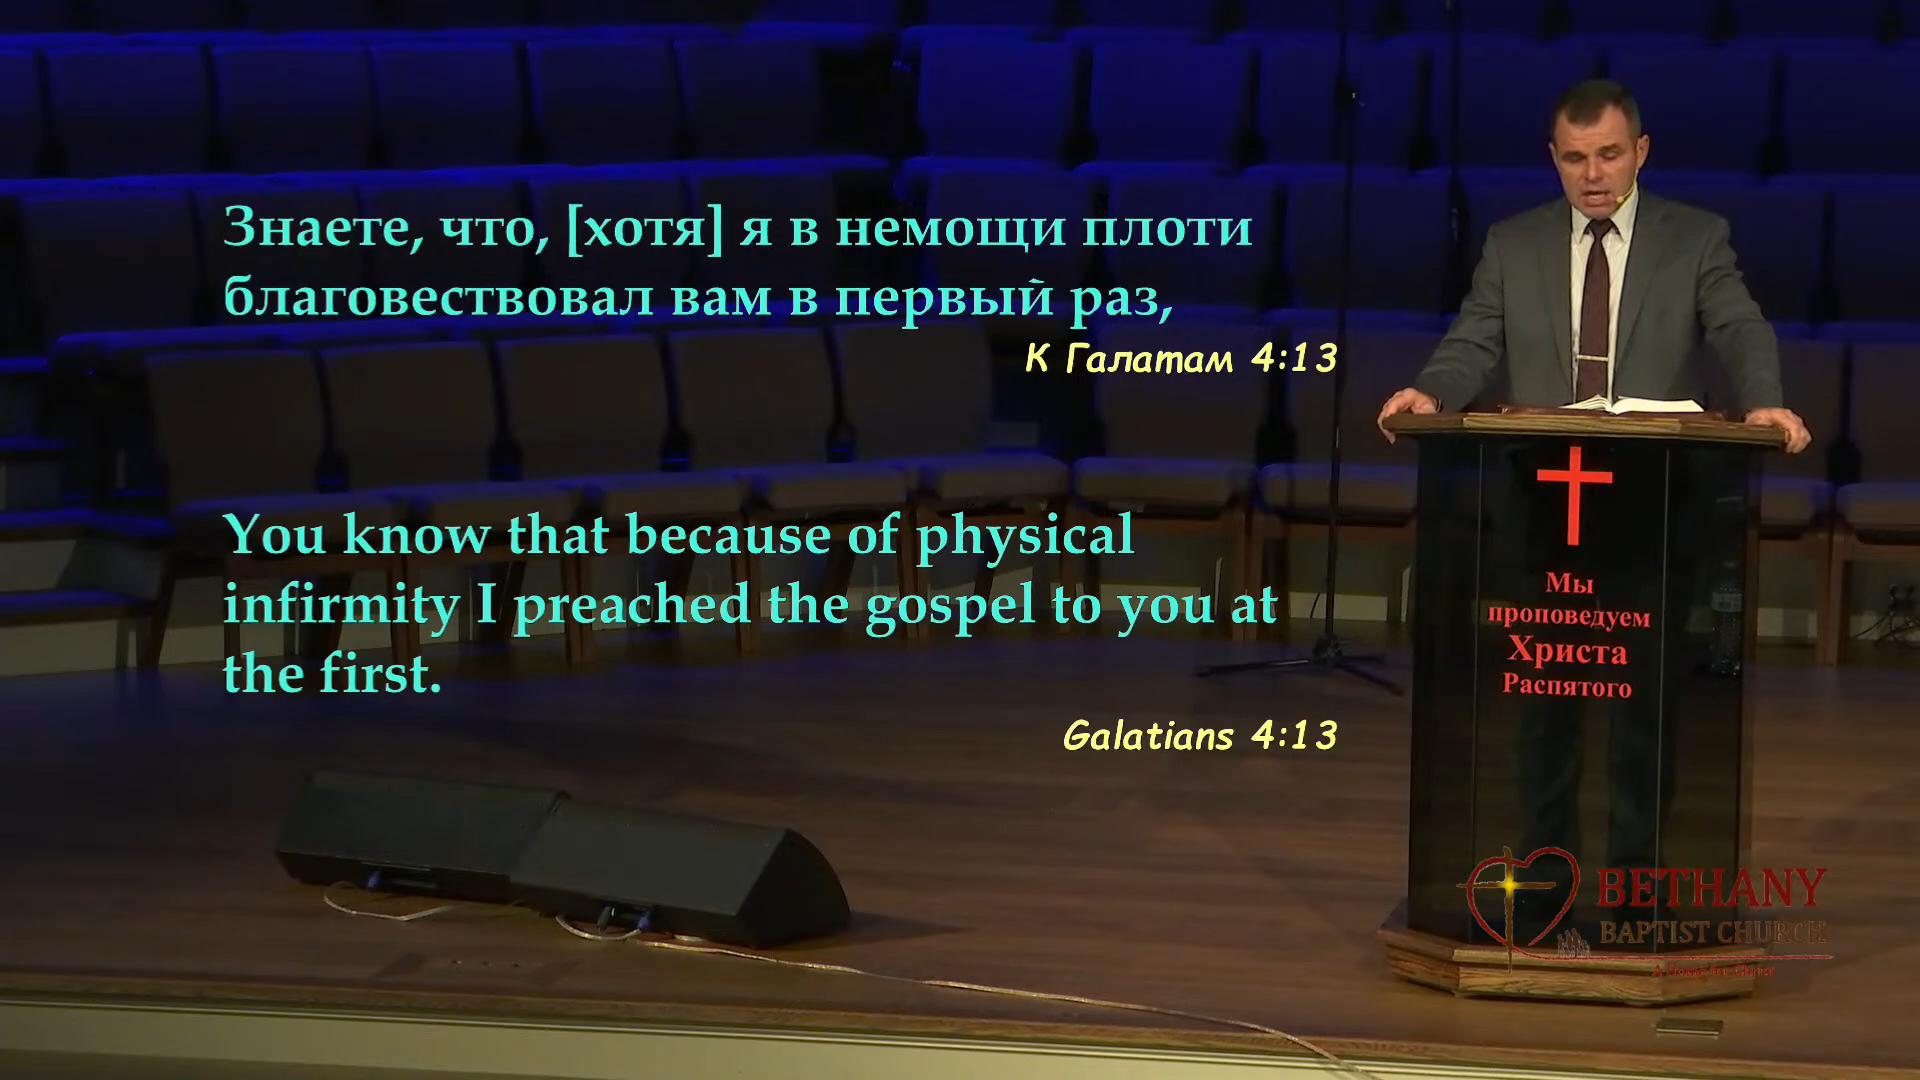 Знаете, что, [хотя] я в немощи плоти
благовествовал вам в первый раз,
К Галатам 4:13
You know that because of physical
infirmity I preached the gospel to you at
the first.
Galatians 4:13
Мы
проповедуем
Христа
Распятого
BETHANY
BAPTIST CHURCH